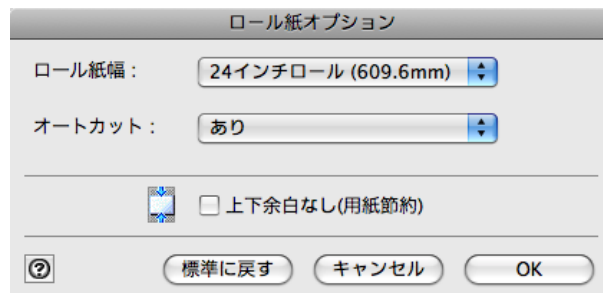 ロール紙オプション
ロール紙幅： 24インチロール (609.6mm)
オートカット： あり
上下余白なし(用紙節約)
? 標準に戻す キャンセル OK